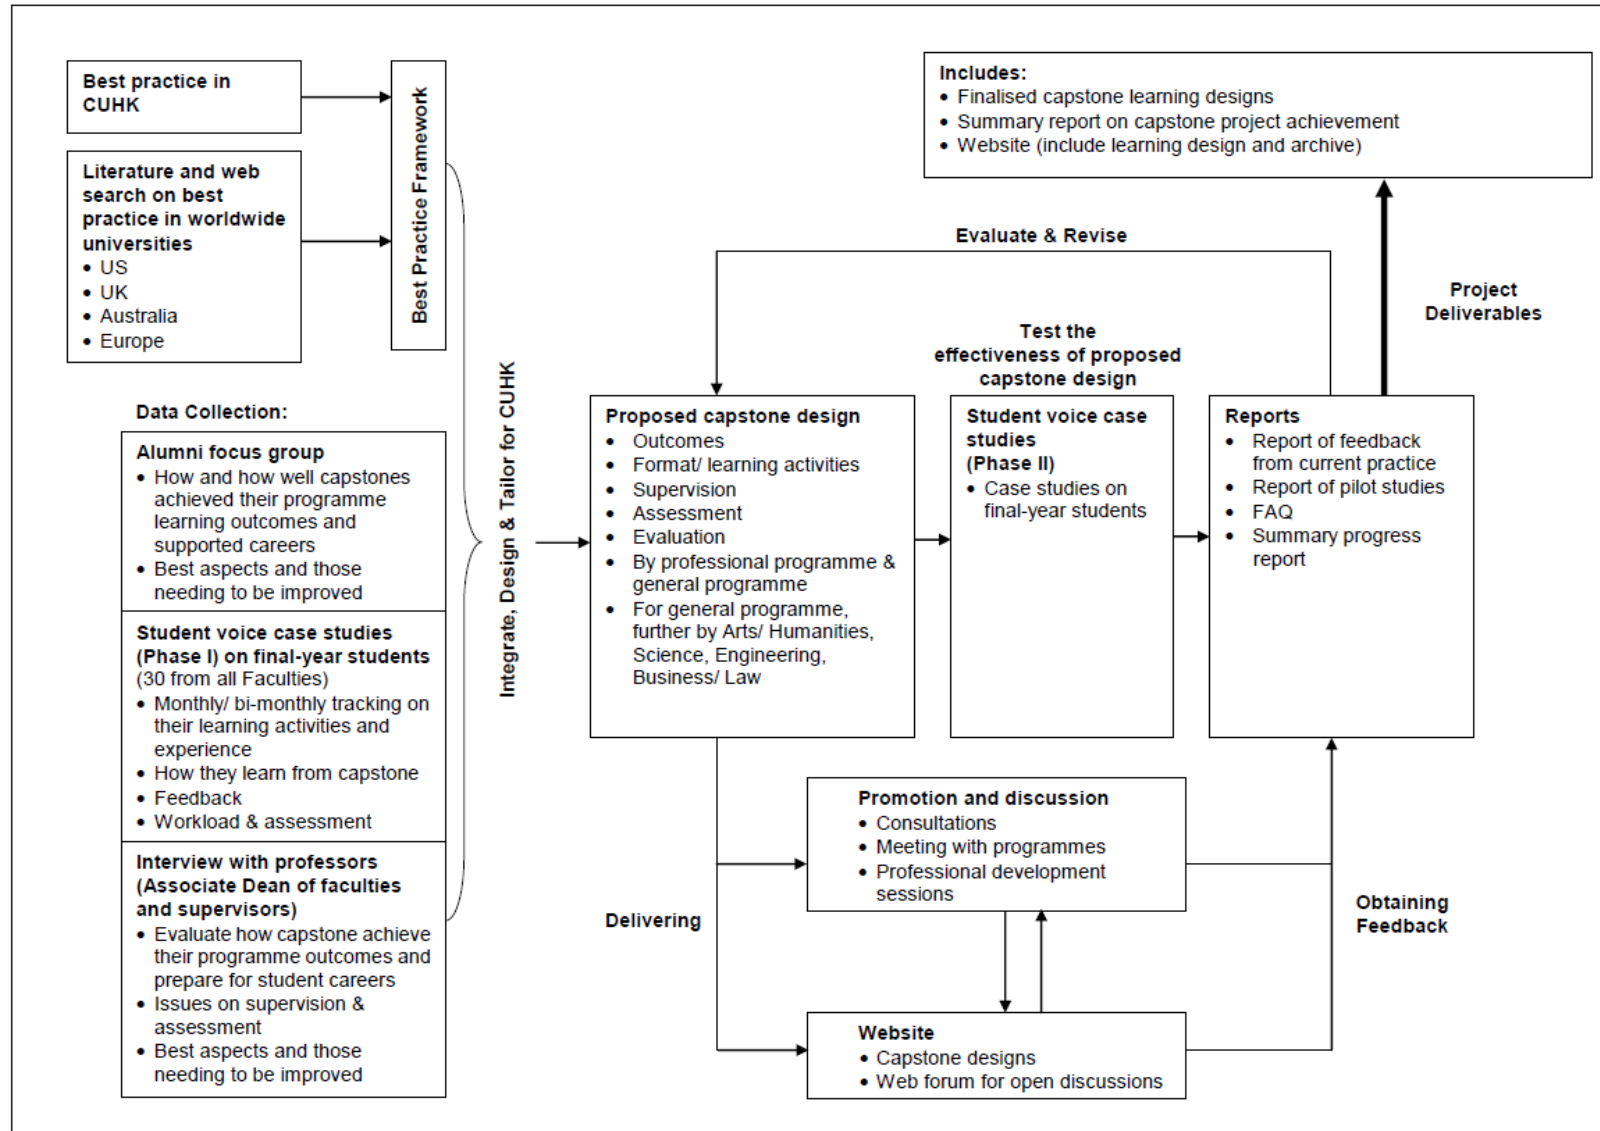 Best practice in
CUHK
Literature and web
search on best
practice in worldwide
universities
• US
• UK
• Australia
• Europe
Best Practice Framework
Data Collection:
Alumni focus group
• How and how well capstones
achieved their programme
learning outcomes and
supported careers
• Best aspects and those
needing to be improved
Student voice case studies
(Phase I) on final-year students
(30 from all Faculties)
• Monthly/ bi-monthly tracking on
their learning activities and
experience
• How they learn from capstone
• Feedback
• Workload & assessment
Interview with professors
(Associate Dean of faculties
and supervisors)
• Evaluate how capstone achieve
their programme outcomes and
prepare for student careers
• Issues on supervision &
assessment
• Best aspects and those
needing to be improved
Integrate, Design & Tailor for CUHK
Includes:
• Finalised capstone learning designs
• Summary report on capstone project achievement
• Website (include learning design and archive)
Evaluate & Revise
Project
Deliverables
Test the
effectiveness of proposed
capstone design
Proposed capstone design
• Outcomes
• Format/ learning activities
• Supervision
• Assessment
• Evaluation
• By professional programme &
general programme
• For general programme,
further by Arts/ Humanities,
Science, Engineering,
Business/ Law
Student voice case
studies
(Phase II)
• Case studies on
final-year students
Reports
• Report of feedback
from current practice
• Report of pilot studies
• FAQ
• Summary progress
report
Delivering
Promotion and discussion
• Consultations
• Meeting with programmes
• Professional development
sessions
Obtaining
Feedback
Website
• Capstone designs
• Web forum for open discussions